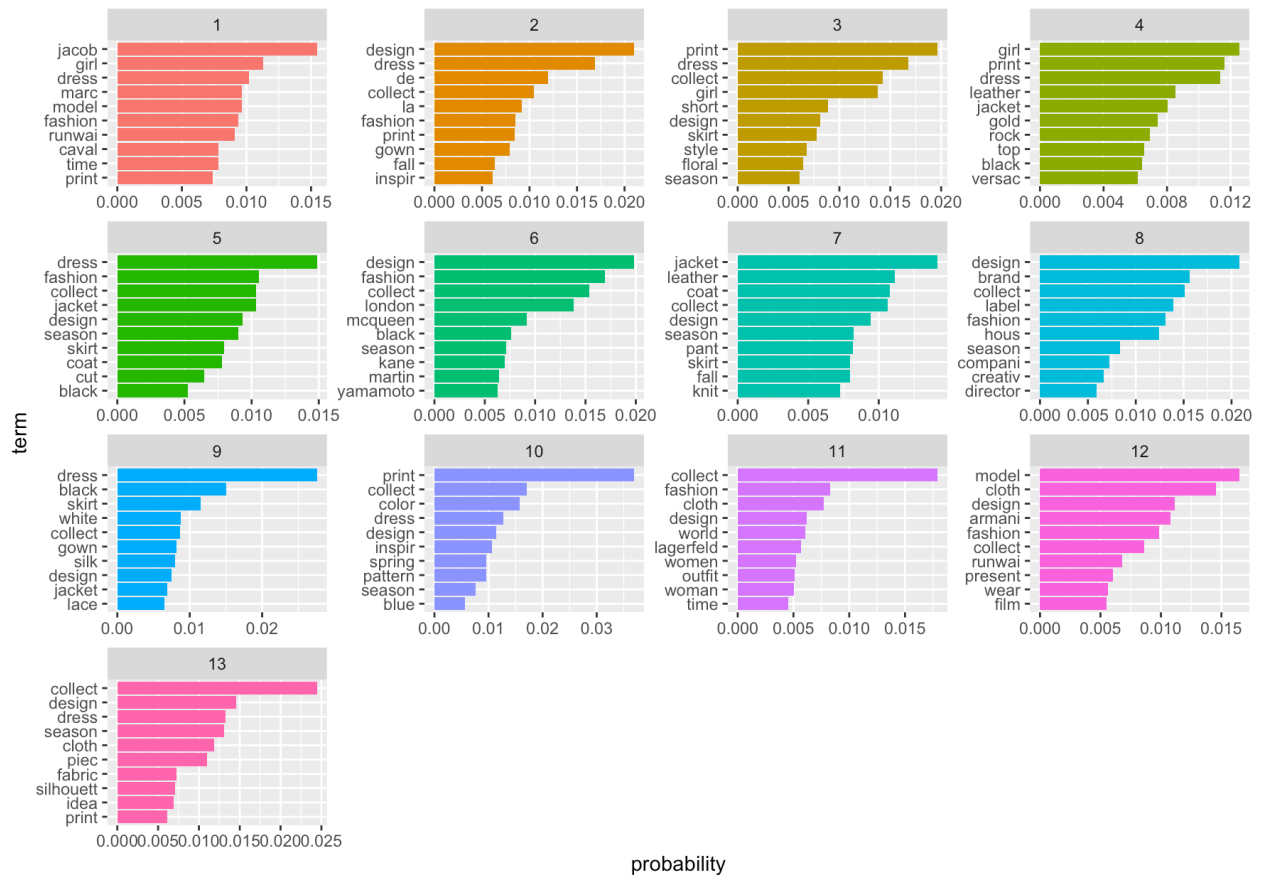 1
jacob
girl
dress
marc
model
fashion
runwai
caval
time
print
0.000 0.005 0.010 0.015
2
design
dress
de
collect
la
fashion
print
gown
fall
inspir
0.000 0.005 0.010 0.015 0.020
3
print
dress
collect
girl
short
design
skirt
style
floral
season
0.000 0.005 0.010 0.015 0.020
4
girl
print
dress
leather
jacket
gold
rock
top
black
versac
0.000 0.004 0.008 0.012
5
dress
fashion
collect
jacket
design
season
skirt
coat
cut
black
0.000 0.005 0.010 0.015
6
design
fashion
collect
london
mcqueen
black
season
kane
martin
yamamoto
0.000 0.005 0.010 0.015 0.020
7
jacket
leather
coat
collect
design
season
pant
skirt
fall
knit
0.000 0.005 0.010
8
design
brand
collect
label
fashion
hous
season
compani
creativ
director
0.000 0.005 0.010 0.015 0.020
term
9
dress
black
skirt
white
collect
gown
silk
design
jacket
lace
0.00 0.01 0.02
10
print
collect
color
dress
design
inspir
spring
pattern
season
blue
0.00 0.01 0.02 0.03
11
collect
fashion
cloth
design
world
lagerfeld
women
outfit
woman
time
0.000 0.005 0.010 0.015
12
model
cloth
design
armani
fashion
collect
runwai
present
wear
film
0.000 0.005 0.010 0.015
13
collect
design
dress
season
cloth
piec
fabric
silhouett
idea
print
0.000 0.005 0.010 0.015 0.020 0.025
probability